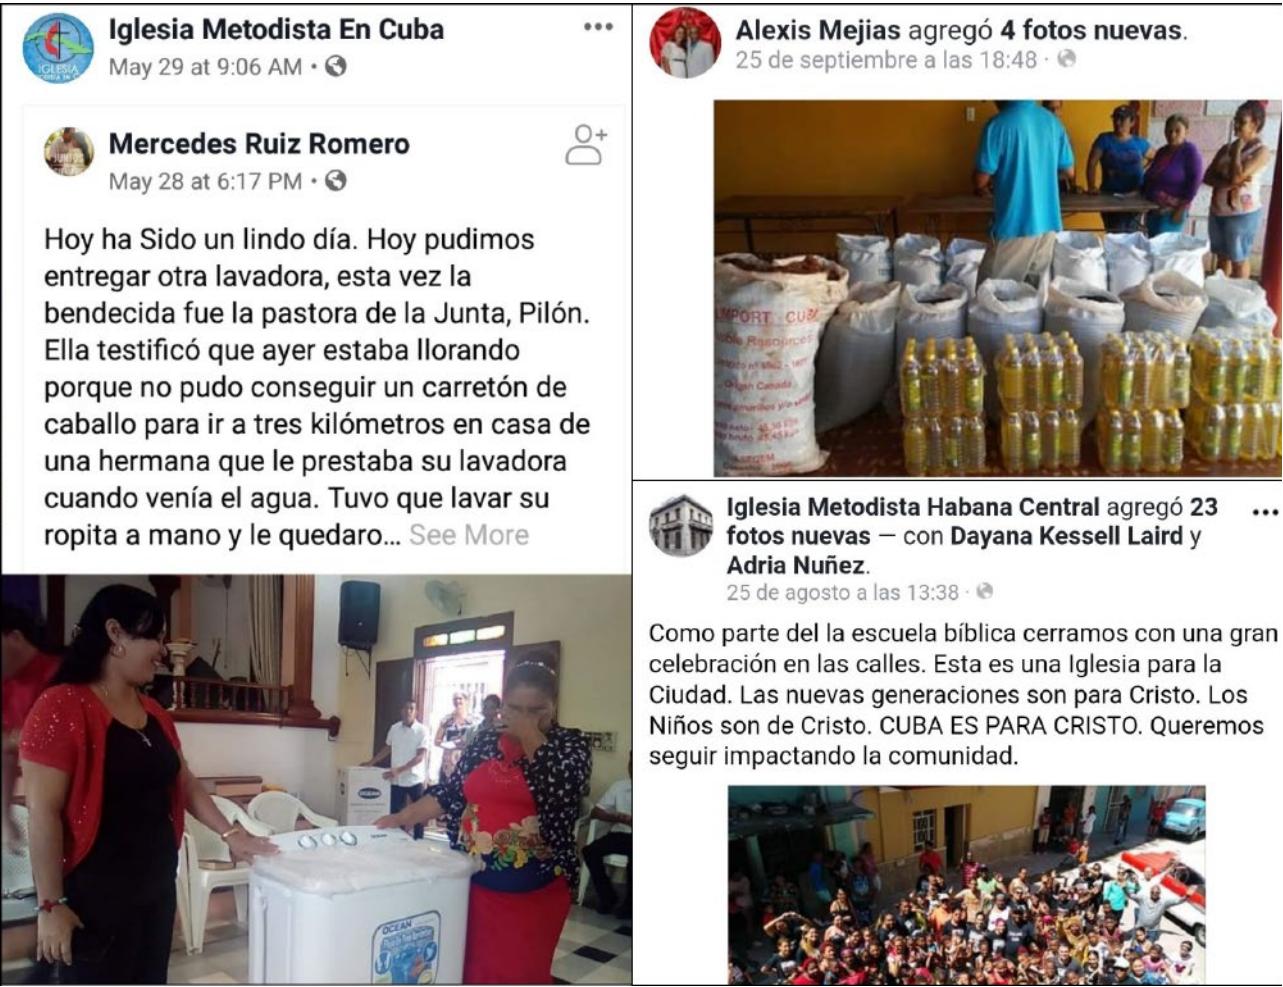 Iglesia Metodista En Cuba
May 29 at 9:06 AM
IGLESIA
Mercedes Ruiz Romero
May 28 at 6:17 PM
Hoy ha Sido un lindo día. Hoy pudimos
entregar otra lavadora, esta vez la
bendecida fue la pastora de la Junta, Pilón.
Ella testificó que ayer estaba llorando
porque no pudo conseguir un carretón de
caballo para ir a tres kilómetros en casa de
una hermana que le prestaba su lavadora
cuando venía el agua. Tuvo que lavar su
ropita a mano y le quedaro... See More
OCEAN
OCEAN
Alexis Mejias agregó 4 fotos nuevas.
25 de septiembre a las 18:48
IMPORT CUBA
Resources
Canada
Iglesia Metodista Habana Central agregó 23
fotos nuevas — con Dayana Kessell Laird y
Adria Nuñez.
25 de agosto a las 13:38
Como parte del la escuela bíblica cerramos con una gran
celebración en las calles. Esta es una Iglesia para la
Ciudad. Las nuevas generaciones son para Cristo. Los
Niños son de Cristo. CUBA ES PARA CRISTO. Queremos
seguir impactando la comunidad.